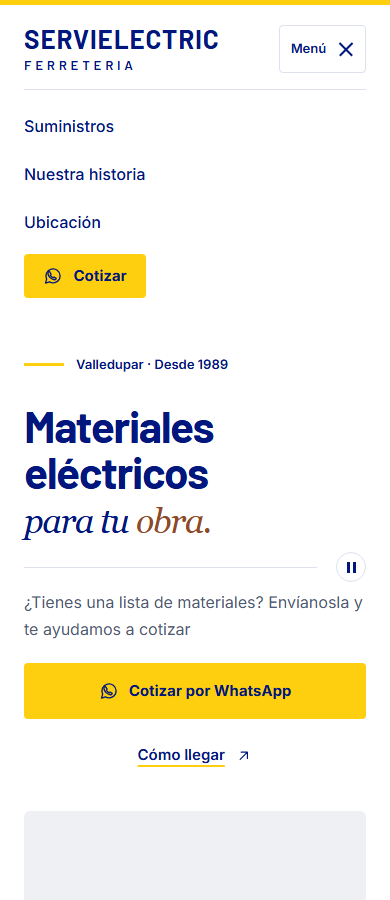 SERVIELECTRIC
FERRETERIA
Menú
Suministros
Nuestra historia
Ubicación
Cotizar
Valledupar · Desde 1989
Materiales
eléctricos
para tu obra.
¿Tienes una lista de materiales? Envíanosla y
te ayudamos a cotizar
Cotizar por WhatsApp
Cómo llegar